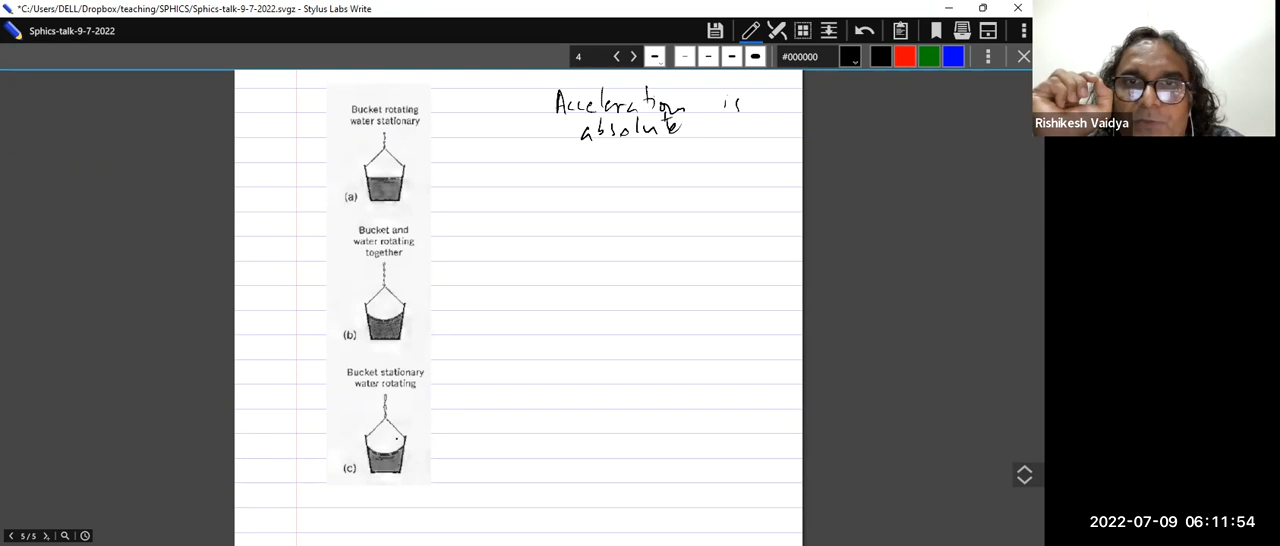 *C:/Users/DELL/Dropbox/teaching/SPHICS/Sphics-talk-9-7-2022.svgz - Stylus Labs Write
Sphics-talk-9-7-2022
4
#000000
Rishikesh Vaidya
Bucket rotating
water stationary
(a)
Bucket and
water rotating
together
(b)
Bucket stationary
water rotating
(c)
Acceleration is
absolute
5/5
2022-07-09 06:11:54